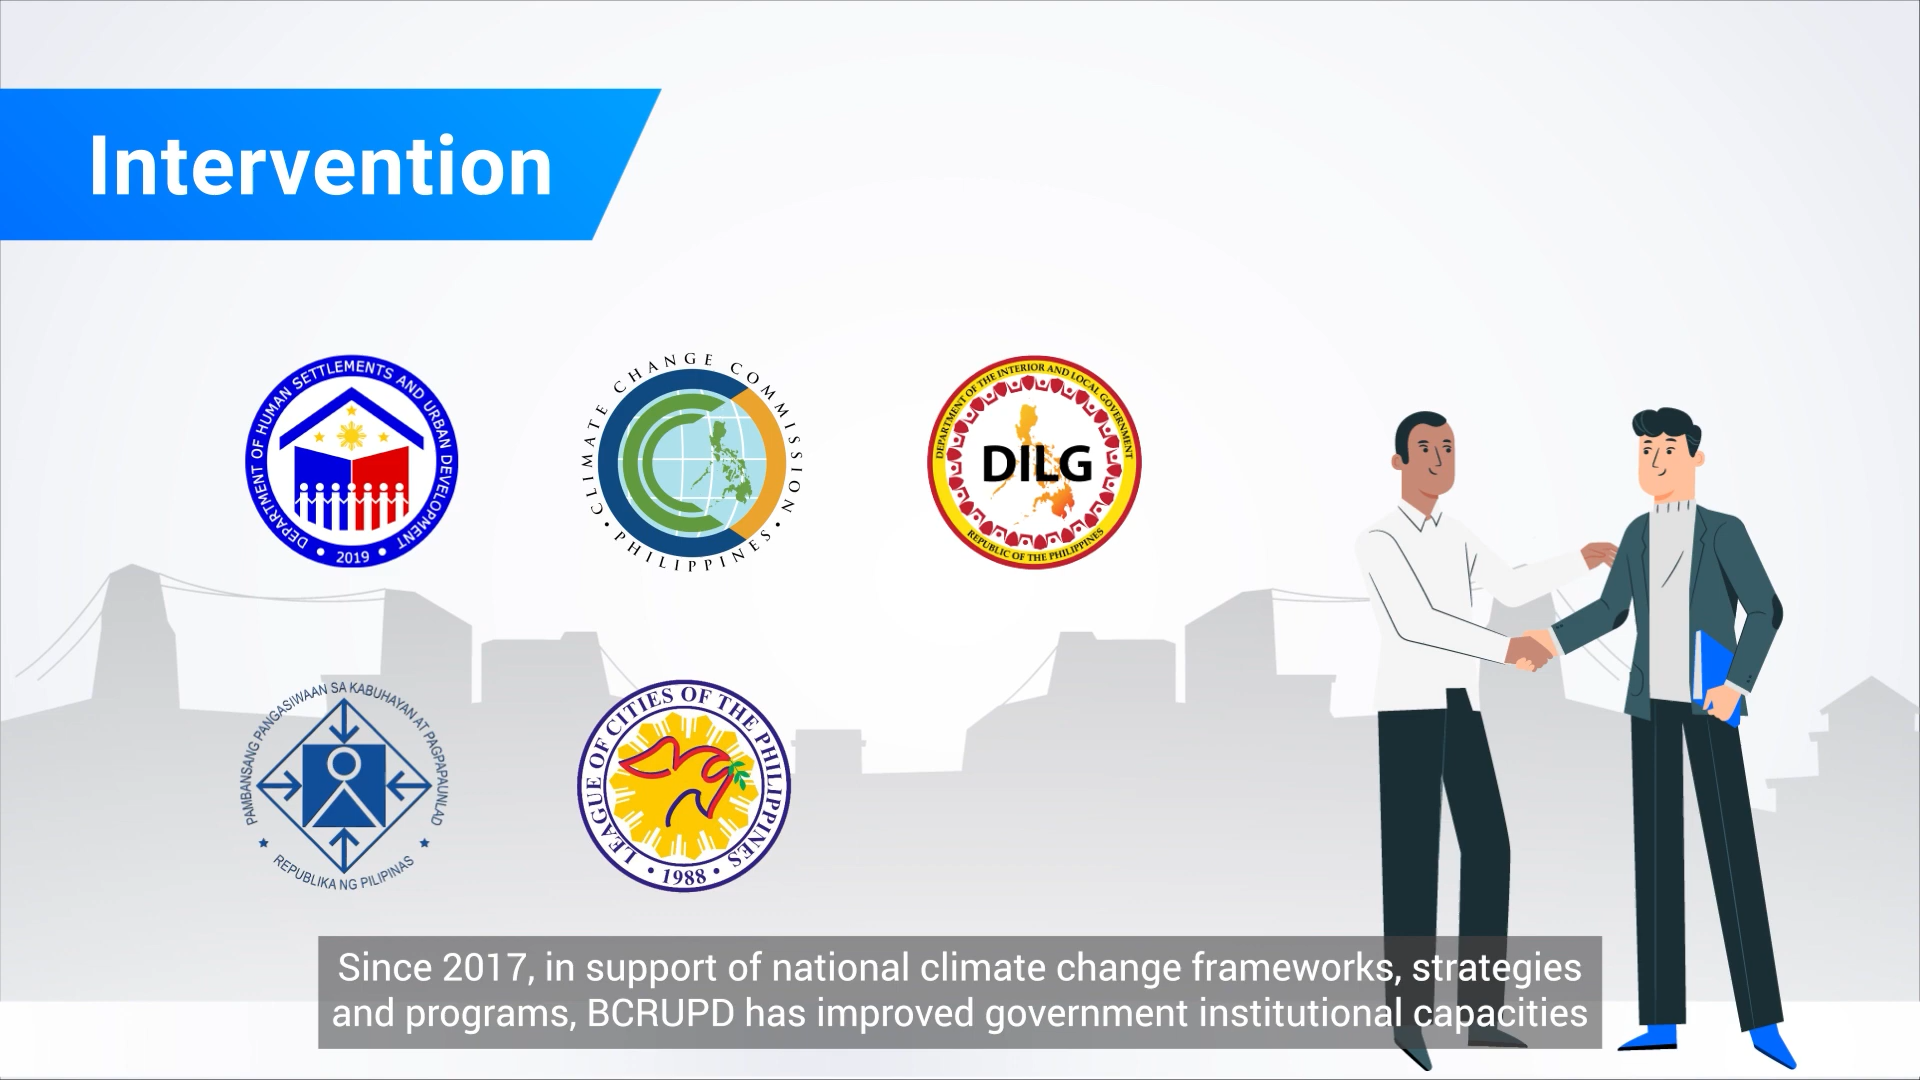 Intervention
DEPARTMENT OF HUMAN SETTLEMENTS AND URBAN DEVELOPMENT
• 2019 •
CLIMATE CHANGE COMMISSION
• PHILIPPINES •
DEPARTMENT OF THE INTERIOR AND LOCAL GOVERNMENT
DILG
REPUBLIC OF THE PHILIPPINES
PAMBANSANG PANGASIWAAN SA KABUHAYAN AT PAGPAPAUNLAD
REPUBLIKA NG PILIPINAS
LEAGUE OF CITIES OF THE PHILIPPINES
• 1988 •
Since 2017, in support of national climate change frameworks, strategies
and programs, BCRUPD has improved government institutional capacities